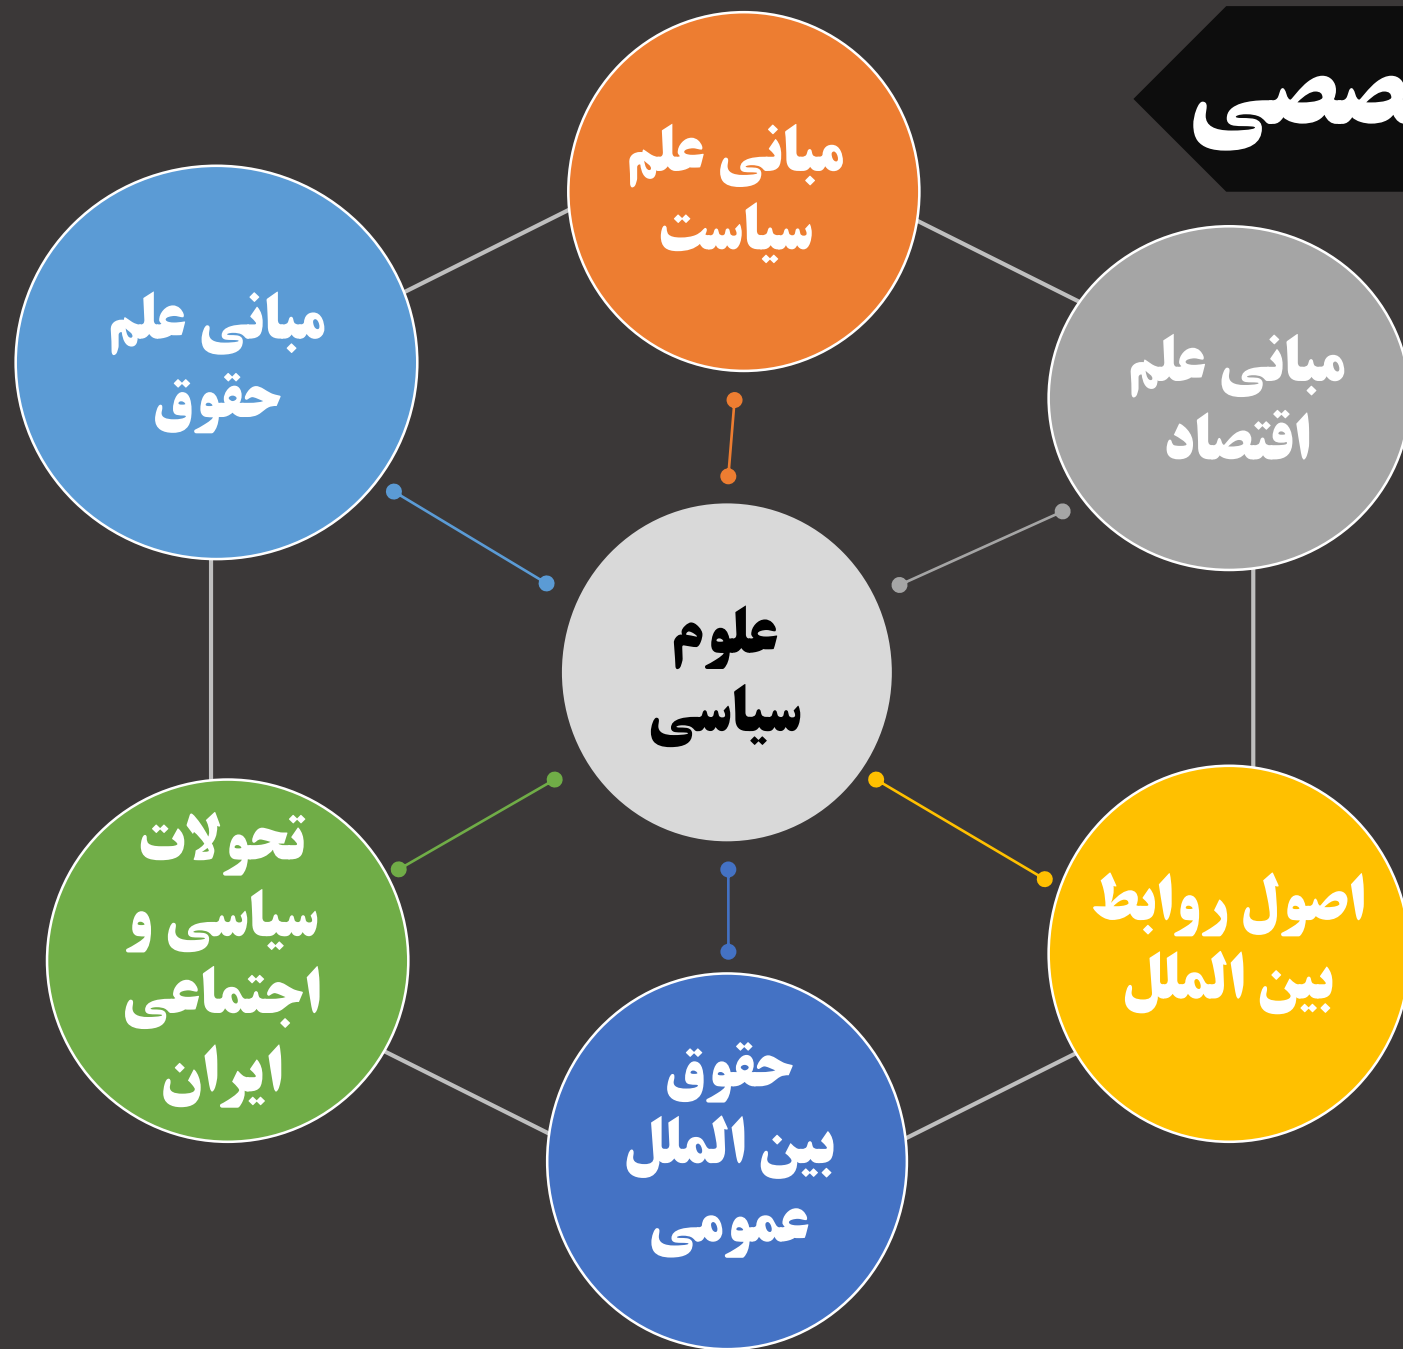 مبانی علم
سیاست
مبانی علم
اقتصاد
مبانی علم
حقوق
علوم
سیاسی
اصول روابط
بین الملل
حقوق
بین الملل
عمومی
تحولات
سیاسی و
اجتماعی
ایران